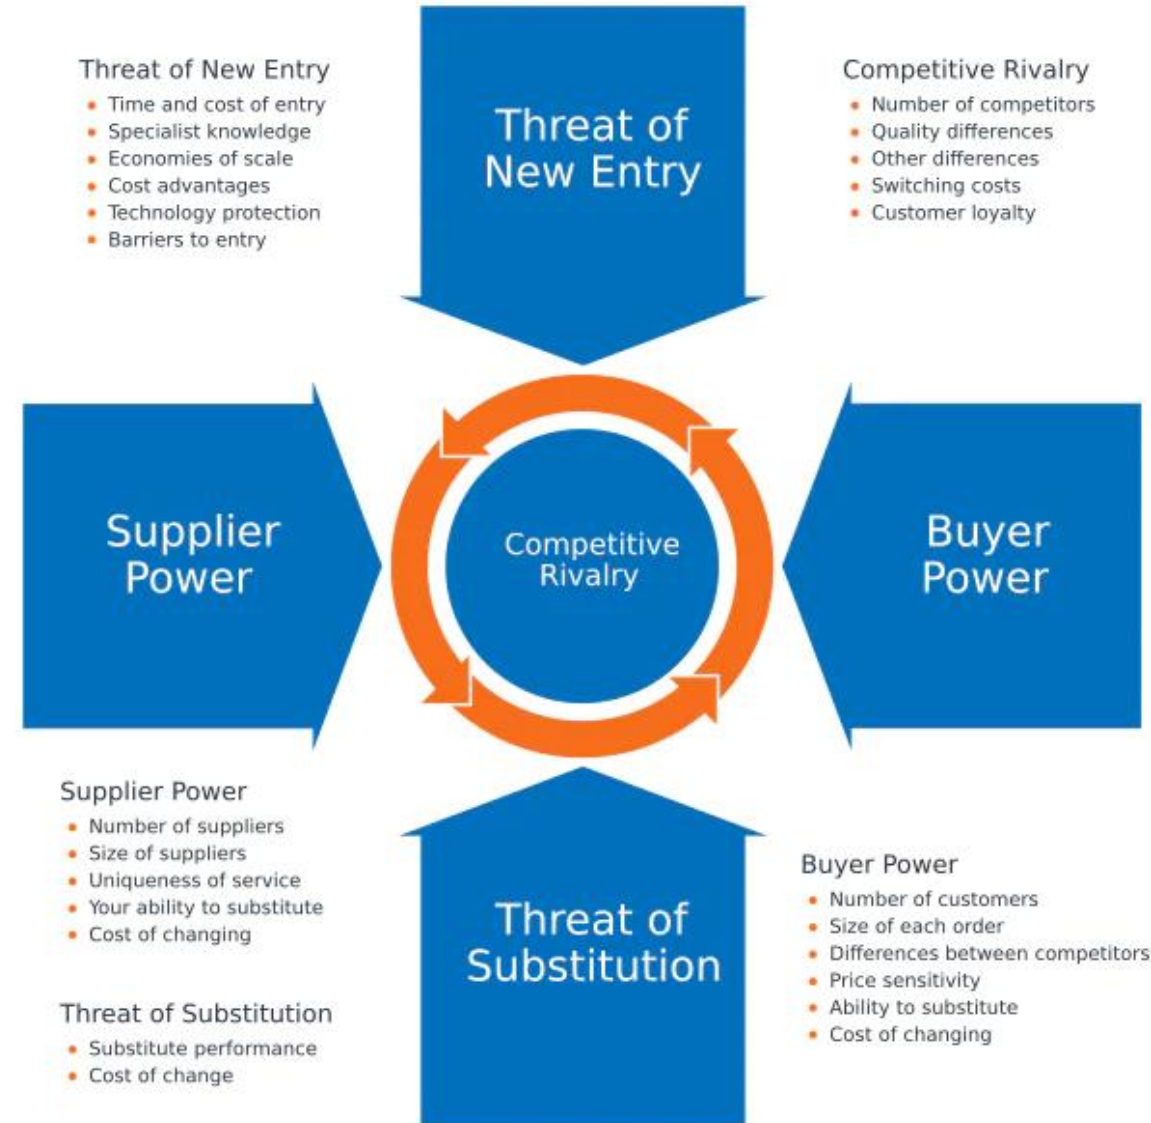 Threat of New Entry
Time and cost of entry
Specialist knowledge
Economies of scale
Cost advantages
Technology protection
Barriers to entry
Threat of
New Entry
Competitive Rivalry
Number of competitors
Quality differences
Other differences
Switching costs
Customer loyalty
Supplier
Power
Competitive
Rivalry
Buyer
Power
Supplier Power
Number of suppliers
Size of suppliers
Uniqueness of service
Your ability to substitute
Cost of changing
Threat of Substitution
Substitute performance
Cost of change
Threat of
Substitution
Buyer Power
Number of customers
Size of each order
Differences between competitors
Price sensitivity
Ability to substitute
Cost of changing